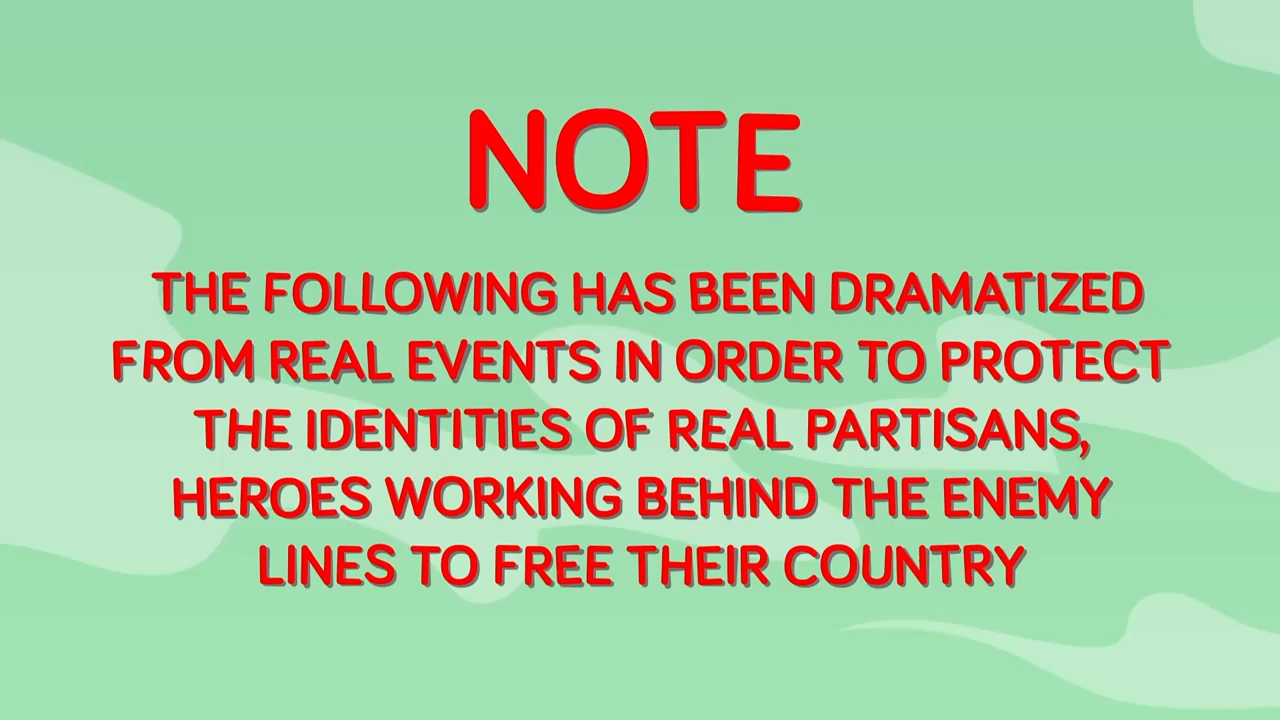 NOTE
THE FOLLOWING HAS BEEN DRAMATIZED
FROM REAL EVENTS IN ORDER TO PROTECT
THE IDENTITIES OF REAL PARTISANS,
HEROES WORKING BEHIND THE ENEMY
LINES TO FREE THEIR COUNTRY